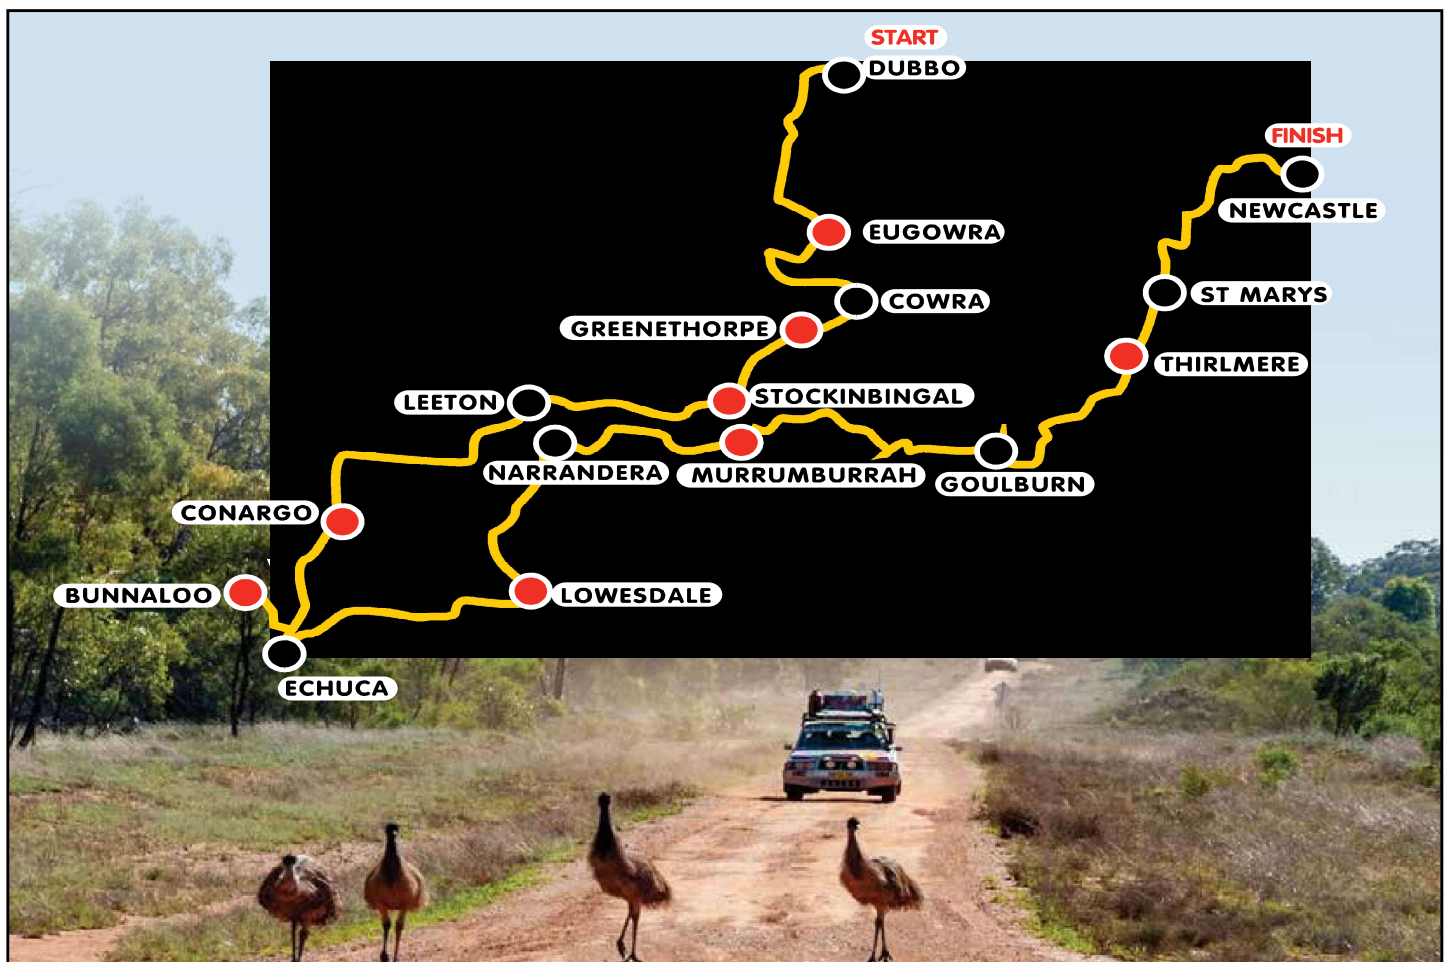 START
DUBBO
FINISH
NEWCASTLE
EUGOWRA
COWRA
ST MARYS
GREENETHORPE
THIRLMERE
LEETON
STOCKINBINGAL
NARRANDERA
MURRUMBURRAH
GOULBURN
CONARGO
BUNNALOO
LOWESDALE
ECHUCA